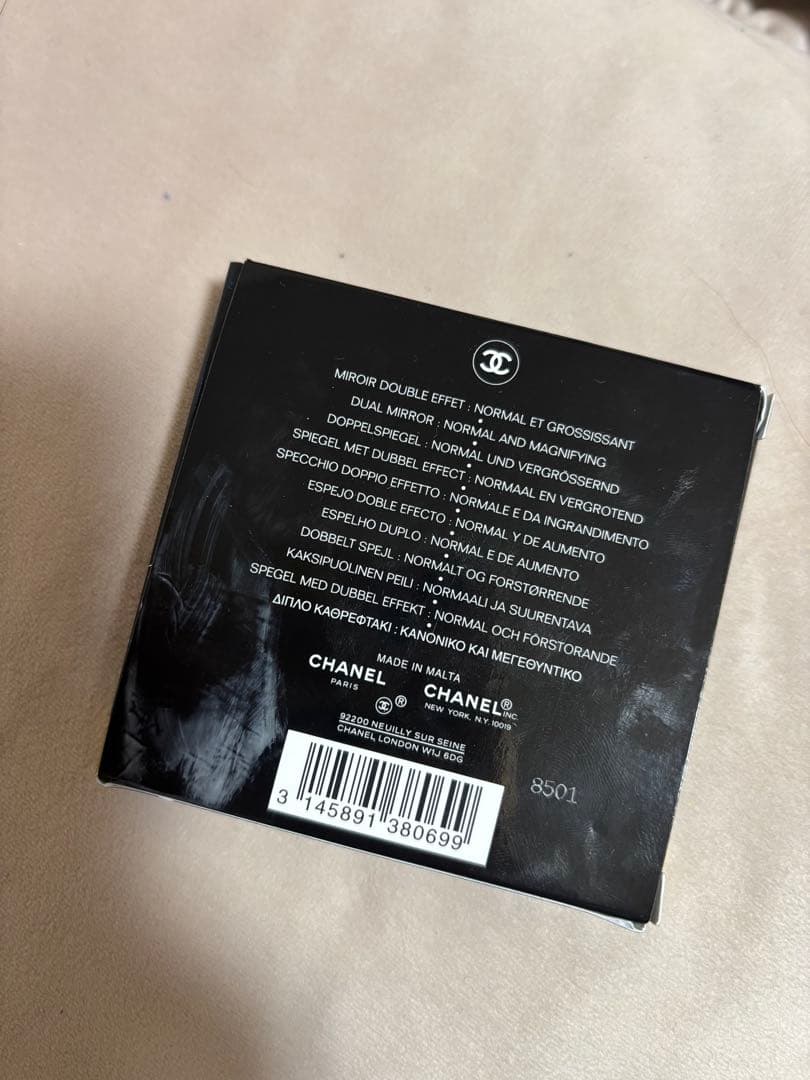 MIROIR DOUBLE EFFET : NORMAL ET GROSSISSANT
DUAL MIRROR : NORMAL AND MAGNIFYING
DOPPELSPIEGEL : NORMAL UND VERGRÖSSERND
SPIEGEL MET DUBBEL EFFECT : NORMAAL EN VERGROTEND
SPECCHIO DOPPIO EFFETTO : NORMALE E DA INGRANDIMENTO
ESPEJO DOBLE EFECTO : NORMAL Y DE AUMENTO
ESPELHO DUPLO : NORMAL E DE AUMENTO
DOBBELT SPEJL : NORMALT OG FORSTØRRENDE
KAKSIPUOLINEN PEILI : NORMAALI JA SUURENTAVA
SPEGEL MED DUBBEL EFFEKT : NORMAL OCH FÖRSTORANDE
ΔΙΠΛΟ ΚΑΘΡΕΦΤΑΚΙ : ΚΑΝΟΝΙΚΟ ΚΑΙ ΜΕΓΕΘΥΝΤΙΚΟ
MADE IN MALTA
CHANEL
PARIS
CHANEL® INC.
NEW YORK, N.Y. 10019
®
92200 NEUILLY SUR SEINE
CHANEL, LONDON W1J 6DG
8501
3 145891 380699